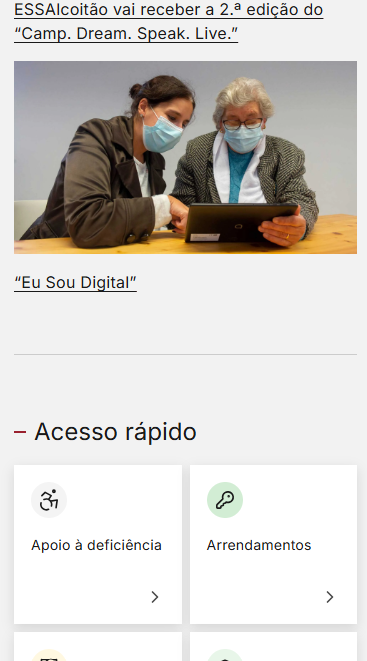 ESSAlcoitão vai receber a 2.ª edição do
“Camp. Dream. Speak. Live.”
“Eu Sou Digital”
Acesso rápido
Apoio à deficiência
Arrendamentos